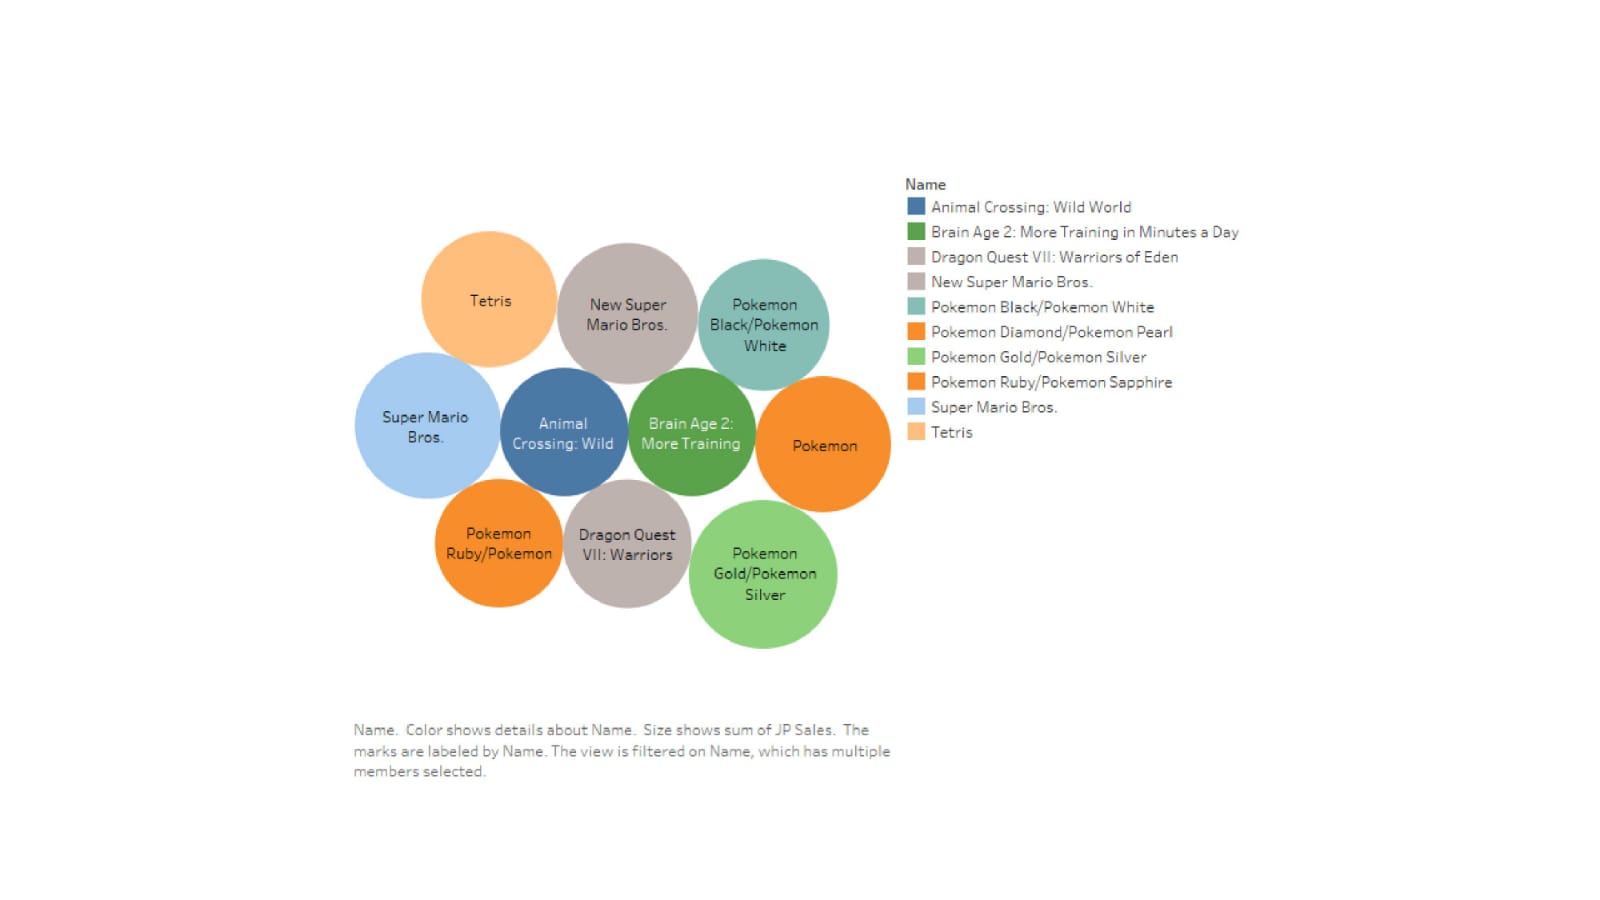 Name
Animal Crossing: Wild World
Brain Age 2: More Training in Minutes a Day
Dragon Quest VII: Warriors of Eden
New Super Mario Bros.
Pokemon Black/Pokemon White
Pokemon Diamond/Pokemon Pearl
Pokemon Gold/Pokemon Silver
Pokemon Ruby/Pokemon Sapphire
Super Mario Bros.
Tetris
Tetris
New Super
Mario Bros.
Pokemon
Black/Pokemon
White
Super Mario
Bros.
Animal
Crossing: Wild
Brain Age 2:
More Training
Pokemon
Pokemon
Ruby/Pokemon
Dragon Quest
VII: Warriors
Pokemon
Gold/Pokemon
Silver
Name.  Color shows details about Name.  Size shows sum of JP Sales.  The
marks are labeled by Name. The view is filtered on Name, which has multiple
members selected.